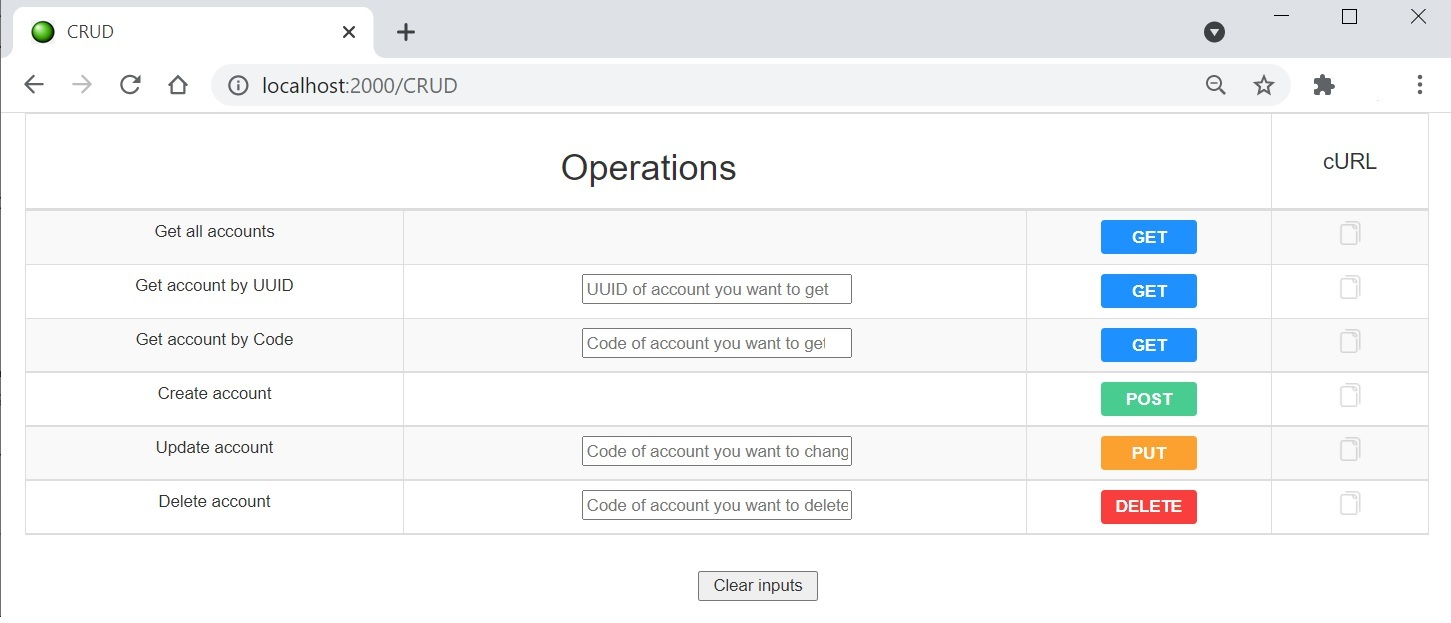 CRUD
localhost:2000/CRUD
Operations cURL
Get all accounts GET
Get account by UUID UUID of account you want to get GET
Get account by Code Code of account you want to get GET
Create account POST
Update account Code of account you want to chang PUT
Delete account Code of account you want to delete DELETE
Clear inputs